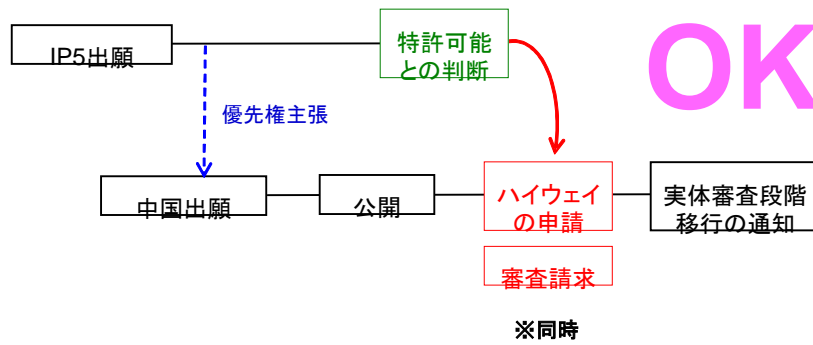 IP5出願
特許可能
との判断
OK
優先権主張
中国出願
公開
ハイウェイ
の申請
実体審査段階
移行の通知
審査請求
※同時